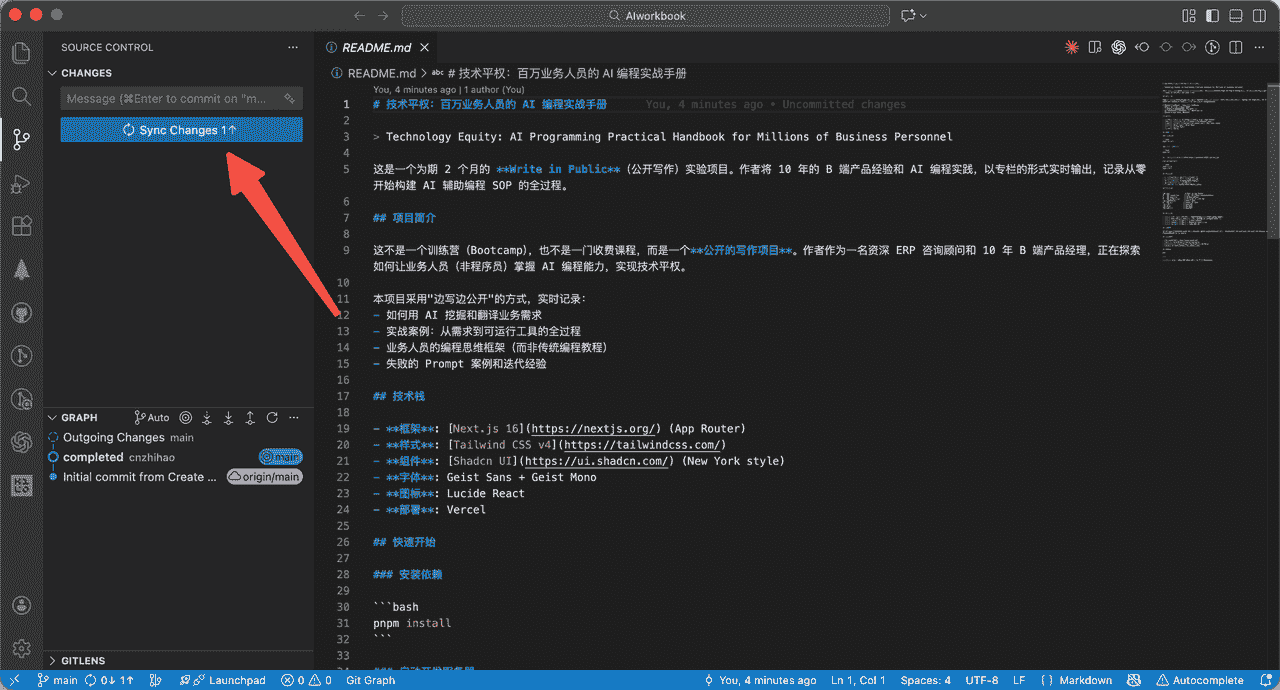 AIworkbook
SOURCE CONTROL
CHANGES
Message (⌘Enter to commit on "m...
Sync Changes 1↑
GRAPH
Auto
Outgoing Changes main
completed cnzhihao
main
Initial commit from Create ...
origin/main
GITLENS
README.md
README.md > # 技术平权：百万业务人员的 AI 编程实战手册
You, 4 minutes ago | 1 author (You)
1 # 技术平权：百万业务人员的 AI 编程实战手册 You, 4 minutes ago • Uncommitted changes
2
3 > Technology Equity: AI Programming Practical Handbook for Millions of Business Personnel
4
5 这是一个为期 2 个月的 **Write in Public**（公开写作）实验项目。作者将 10 年的 B 端产品经验和 AI 编程实践，以专栏的形式实时输出，记录从零
开始构建 AI 辅助编程 SOP 的全过程。
6
7 ## 项目简介
8
9 这不是一个训练营（Bootcamp），也不是一门收费课程，而是一个**公开的写作项目**。作者作为一名资深 ERP 咨询顾问和 10 年 B 端产品经理，正在探索
如何让业务人员（非程序员）掌握 AI 编程能力，实现技术平权。
10
11 本项目采用"边写边公开"的方式，实时记录：
12 - 如何用 AI 挖掘和翻译业务需求
13 - 实战案例：从需求到可运行工具的全过程
14 - 业务人员的编程思维框架（而非传统编程教程）
15 - 失败的 Prompt 案例和迭代经验
16
17 ## 技术栈
18
19 - **框架**: [Next.js 16](https://nextjs.org/) (App Router)
20 - **样式**: [Tailwind CSS v4](https://tailwindcss.com/)
21 - **组件**: [Shadcn UI](https://ui.shadcn.com/) (New York style)
22 - **字体**: Geist Sans + Geist Mono
23 - **图标**: Lucide React
24 - **部署**: Vercel
25
26 ## 快速开始
27
28 ### 安装依赖
29
30 ```bash
31 pnpm install
32 ```
33
main 0↓ 1↑ Launchpad 0 0 Git Graph You, 4 minutes ago Ln 1, Col 1 Spaces: 4 UTF-8 LF {} Markdown Autocomplete